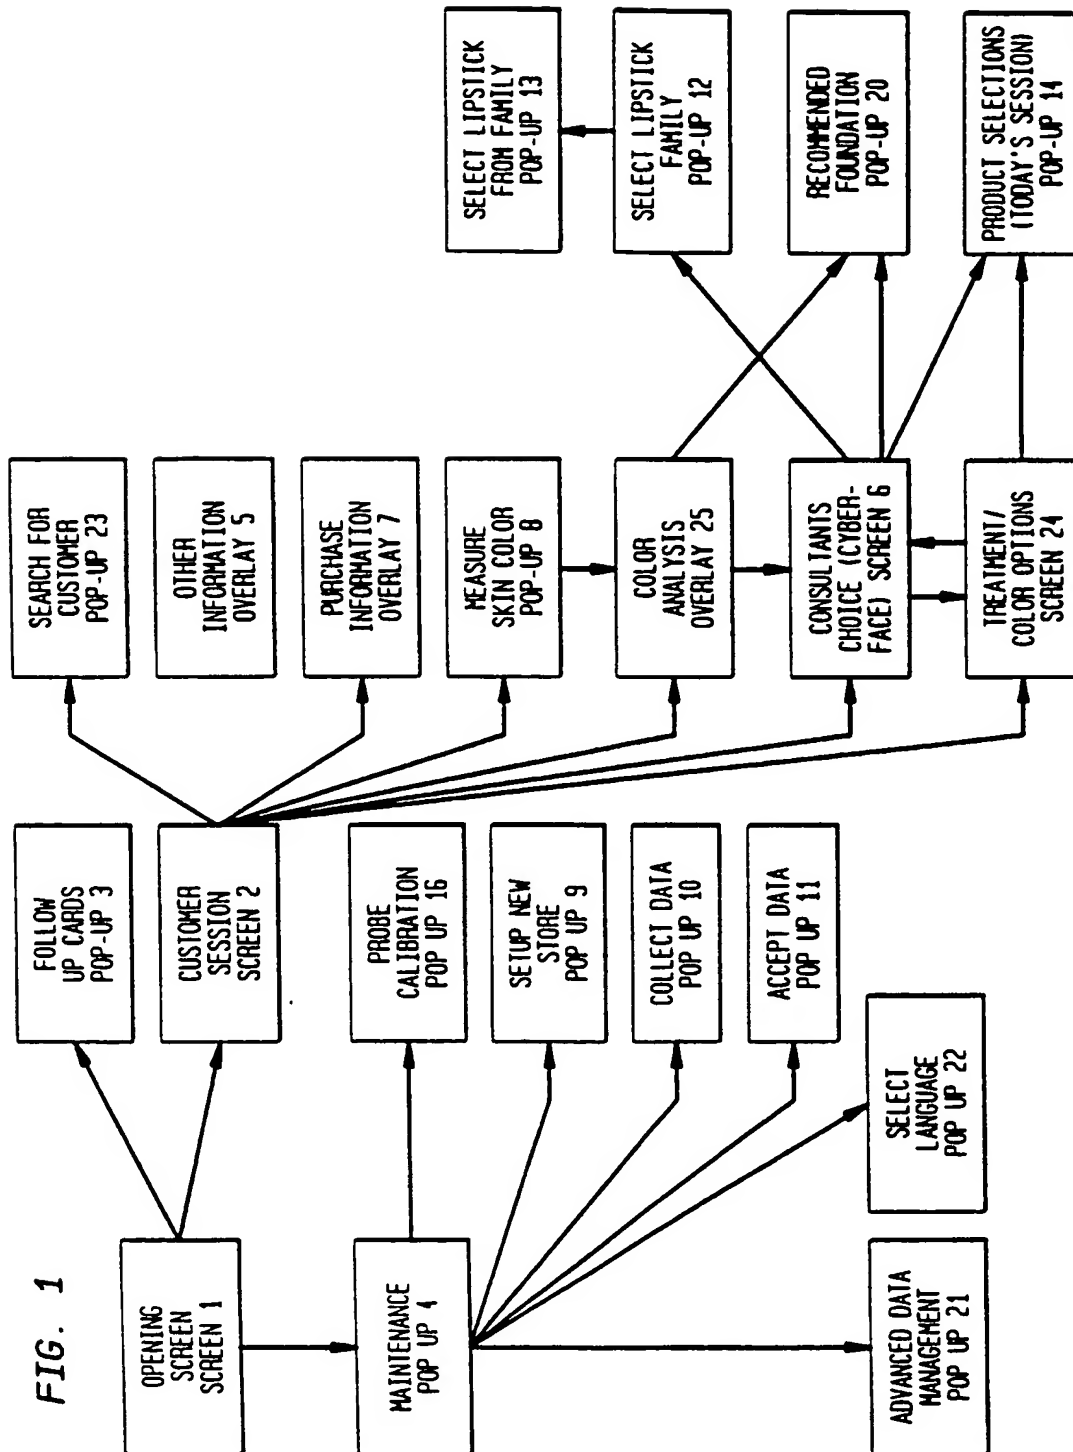 FIG. 1
OPENING
SCREEN
SCREEN 1
MAINTENANCE
POP UP 4
ADVANCED DATA
MANAGEMENT
POP UP 21
FOLLOW
UP CARDS
POP-UP 3
CUSTOMER
SESSION
SCREEN 2
PROBE
CALIBRATION
POP UP 16
SETUP NEW
STORE
POP UP 9
COLLECT DATA
POP UP 10
ACCEPT DATA
POP UP 11
SELECT
LANGUAGE
POP UP 22
SEARCH FOR
CUSTOMER
POP-UP 23
OTHER
INFORMATION
OVERLAY 5
PURCHASE
INFORMATION
OVERLAY 7
MEASURE
SKIN COLOR
POP-UP 8
COLOR
ANALYSIS
OVERLAY 25
CONSULTANTS
CHOICE (CYBER-
FACE) SCREEN 6
TREATMENT/
COLOR OPTIONS
SCREEN 24
SELECT LIPSTICK
FROM FAMILY
POP-UP 13
SELECT LIPSTICK
FAMILY
POP-UP 12
RECOMMENDED
FOUNDATION
POP-UP 20
PRODUCT SELECTIONS
(TODAY'S SESSION)
POP-UP 14